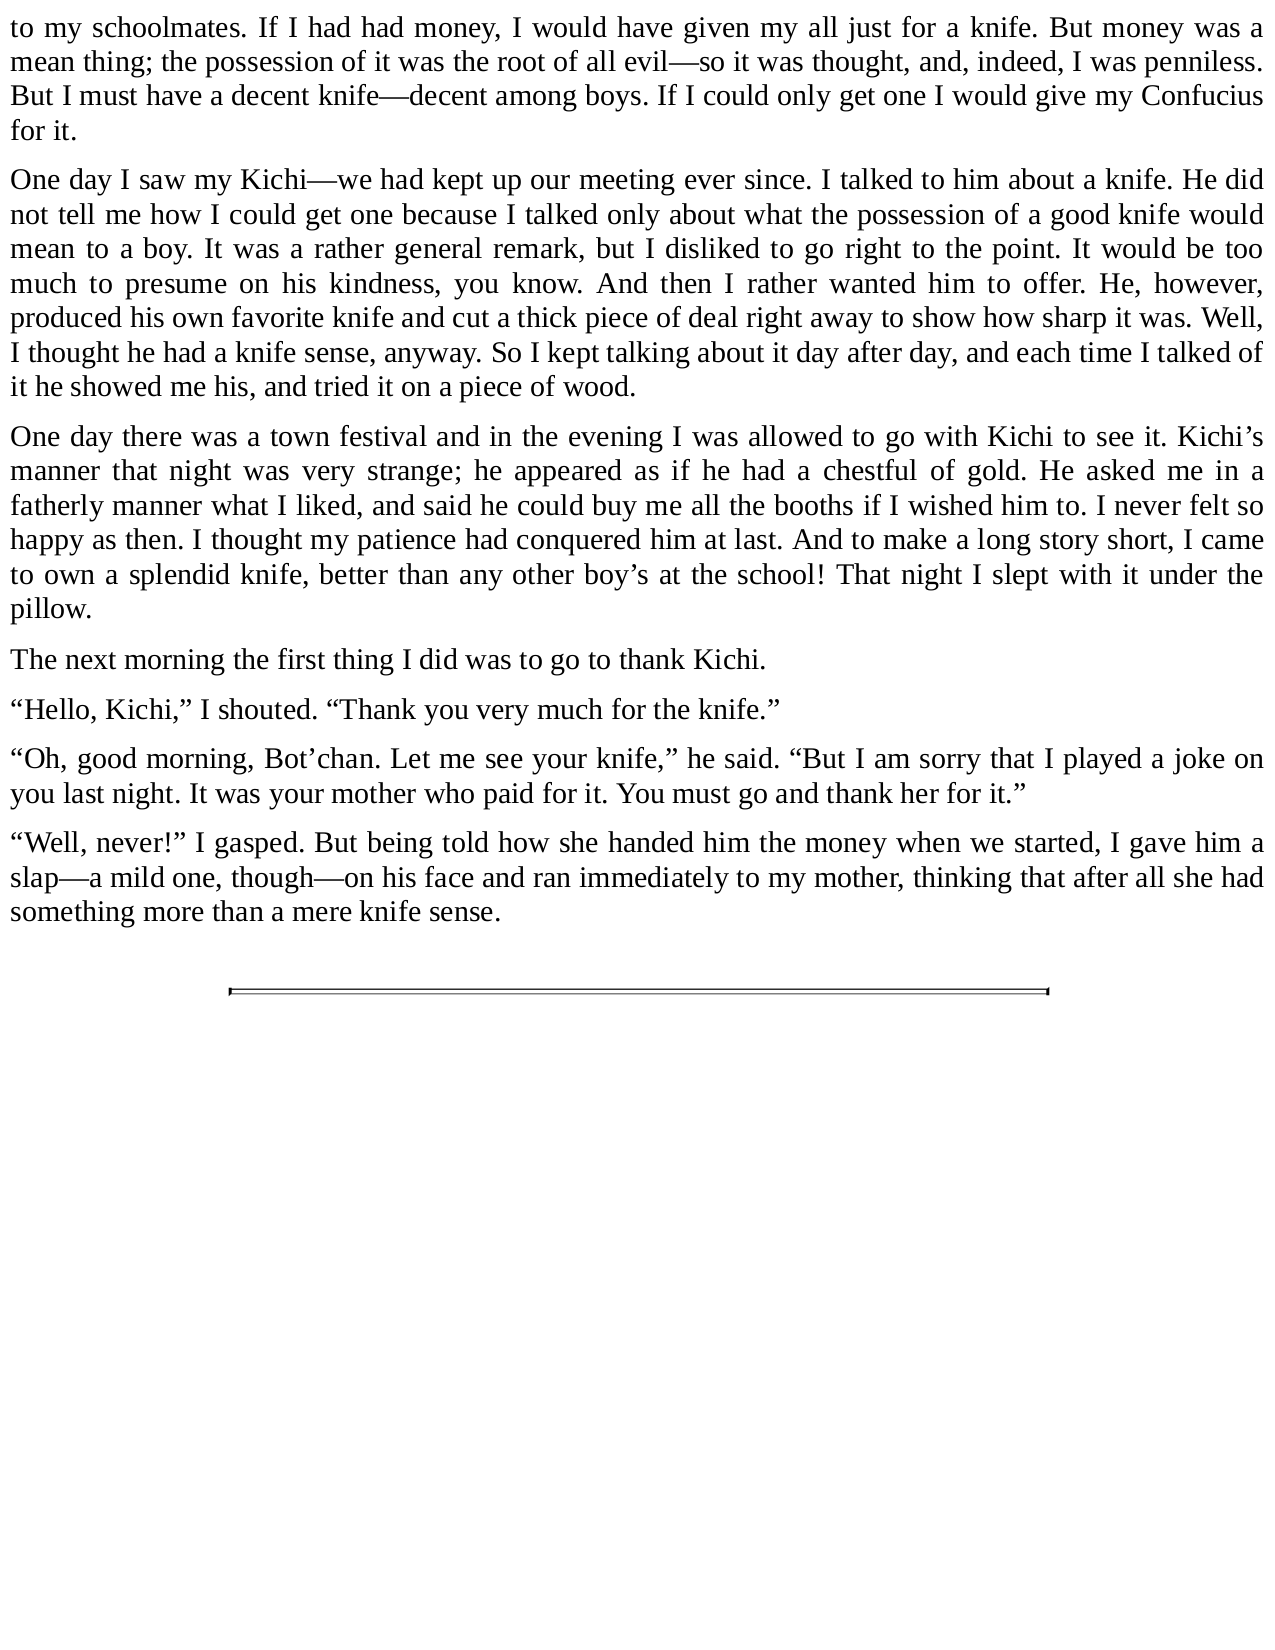 to my schoolmates. If I had had money, I would have given my all just for a knife. But money was a
mean thing; the possession of it was the root of all evil—so it was thought, and, indeed, I was penniless.
But I must have a decent knife—decent among boys. If I could only get one I would give my Confucius
for it.
One day I saw my Kichi—we had kept up our meeting ever since. I talked to him about a knife. He did
not tell me how I could get one because I talked only about what the possession of a good knife would
mean to a boy. It was a rather general remark, but I disliked to go right to the point. It would be too
much to presume on his kindness, you know. And then I rather wanted him to offer. He, however,
produced his own favorite knife and cut a thick piece of deal right away to show how sharp it was. Well,
I thought he had a knife sense, anyway. So I kept talking about it day after day, and each time I talked of
it he showed me his, and tried it on a piece of wood.
One day there was a town festival and in the evening I was allowed to go with Kichi to see it. Kichi’s
manner that night was very strange; he appeared as if he had a chestful of gold. He asked me in a
fatherly manner what I liked, and said he could buy me all the booths if I wished him to. I never felt so
happy as then. I thought my patience had conquered him at last. And to make a long story short, I came
to own a splendid knife, better than any other boy’s at the school! That night I slept with it under the
pillow.
The next morning the first thing I did was to go to thank Kichi.
“Hello, Kichi,” I shouted. “Thank you very much for the knife.”
“Oh, good morning, Bot’chan. Let me see your knife,” he said. “But I am sorry that I played a joke on
you last night. It was your mother who paid for it. You must go and thank her for it.”
“Well, never!” I gasped. But being told how she handed him the money when we started, I gave him a
slap—a mild one, though—on his face and ran immediately to my mother, thinking that after all she had
something more than a mere knife sense.